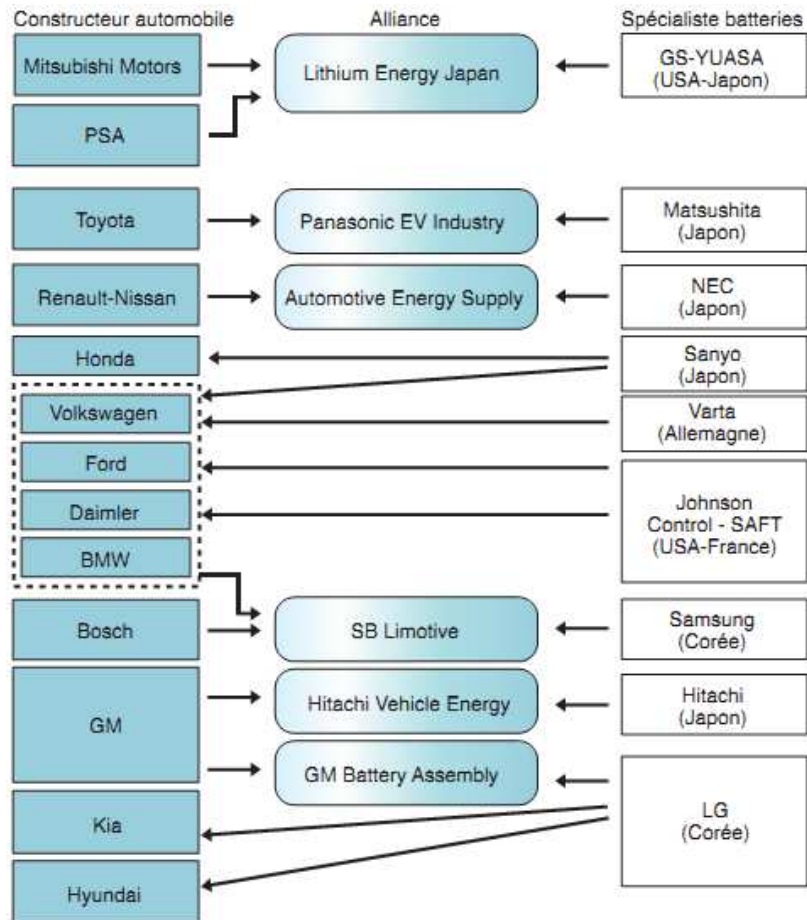 Constructeur automobile
Alliance
Spécialiste batteries
Mitsubishi Motors
Lithium Energy Japan
GS-YUASA
(USA-Japon)
PSA
Toyota
Panasonic EV Industry
Matsushita
(Japon)
Renault-Nissan
Automotive Energy Supply
NEC
(Japon)
Honda
Sanyo
(Japon)
Volkswagen
Varta
(Allemagne)
Ford
Daimler
Johnson
Control - SAFT
(USA-France)
BMW
Bosch
SB Limotive
Samsung
(Corée)
GM
Hitachi Vehicle Energy
Hitachi
(Japon)
GM Battery Assembly
LG
(Corée)
Kia
Hyundai